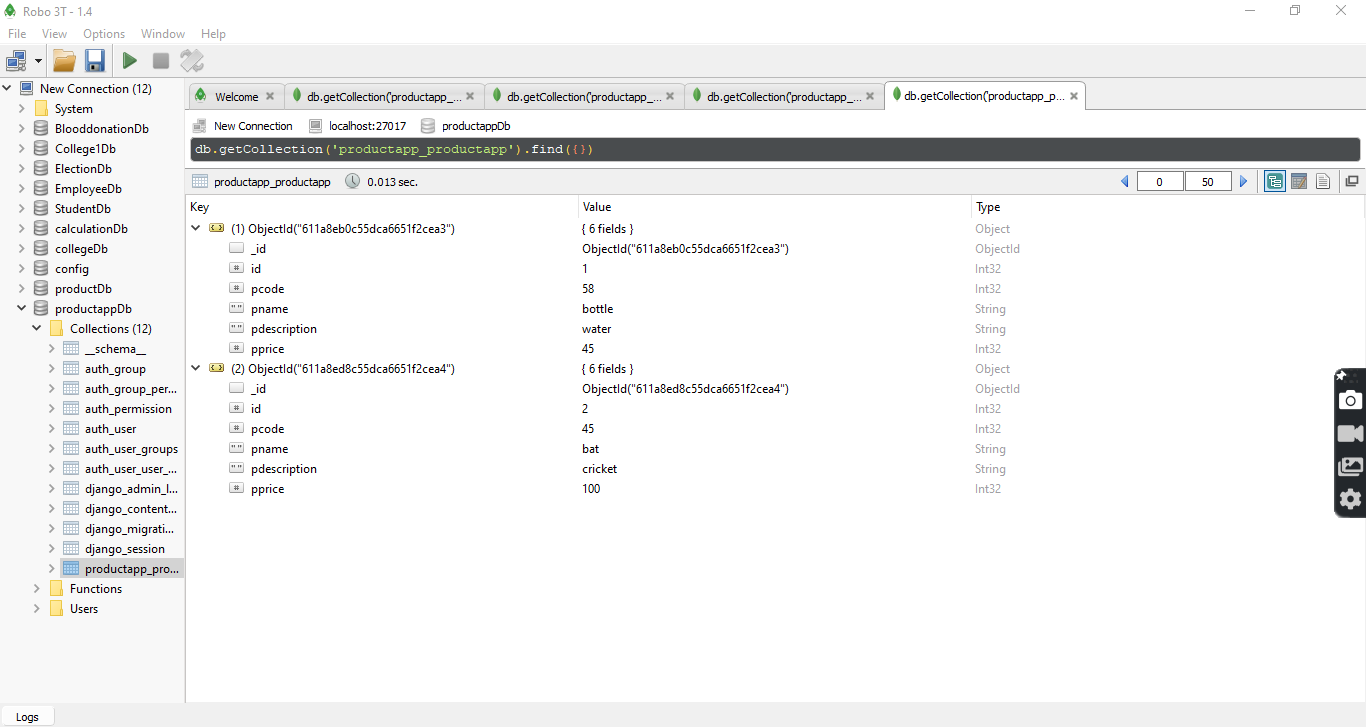 Robo 3T - 1.4
File View Options Window Help
New Connection (12)
System
BlooddonationDb
College1Db
ElectionDb
EmployeeDb
StudentDb
calculationDb
collegeDb
config
productDb
productappDb
Collections (12)
__schema__
auth_group
auth_group_per...
auth_permission
auth_user
auth_user_groups
auth_user_user_...
django_admin_l...
django_content...
django_migrati...
django_session
productapp_pro...
Functions
Users
Welcome db.getCollection('productapp_... db.getCollection('productapp_... db.getCollection('productapp_... db.getCollection('productapp_p...
New Connection localhost:27017 productappDb
db.getCollection('productapp_productapp').find({})
productapp_productapp 0.013 sec. 0 50
Key Value Type
(1) ObjectId("611a8eb0c55dca6651f2cea3") { 6 fields } Object
_id ObjectId("611a8eb0c55dca6651f2cea3") ObjectId
# id 1 Int32
# pcode 58 Int32
"" pname bottle String
"" pdescription water String
# pprice 45 Int32
(2) ObjectId("611a8ed8c55dca6651f2cea4") { 6 fields } Object
_id ObjectId("611a8ed8c55dca6651f2cea4") ObjectId
# id 2 Int32
# pcode 45 Int32
"" pname bat String
"" pdescription cricket String
# pprice 100 Int32
Logs